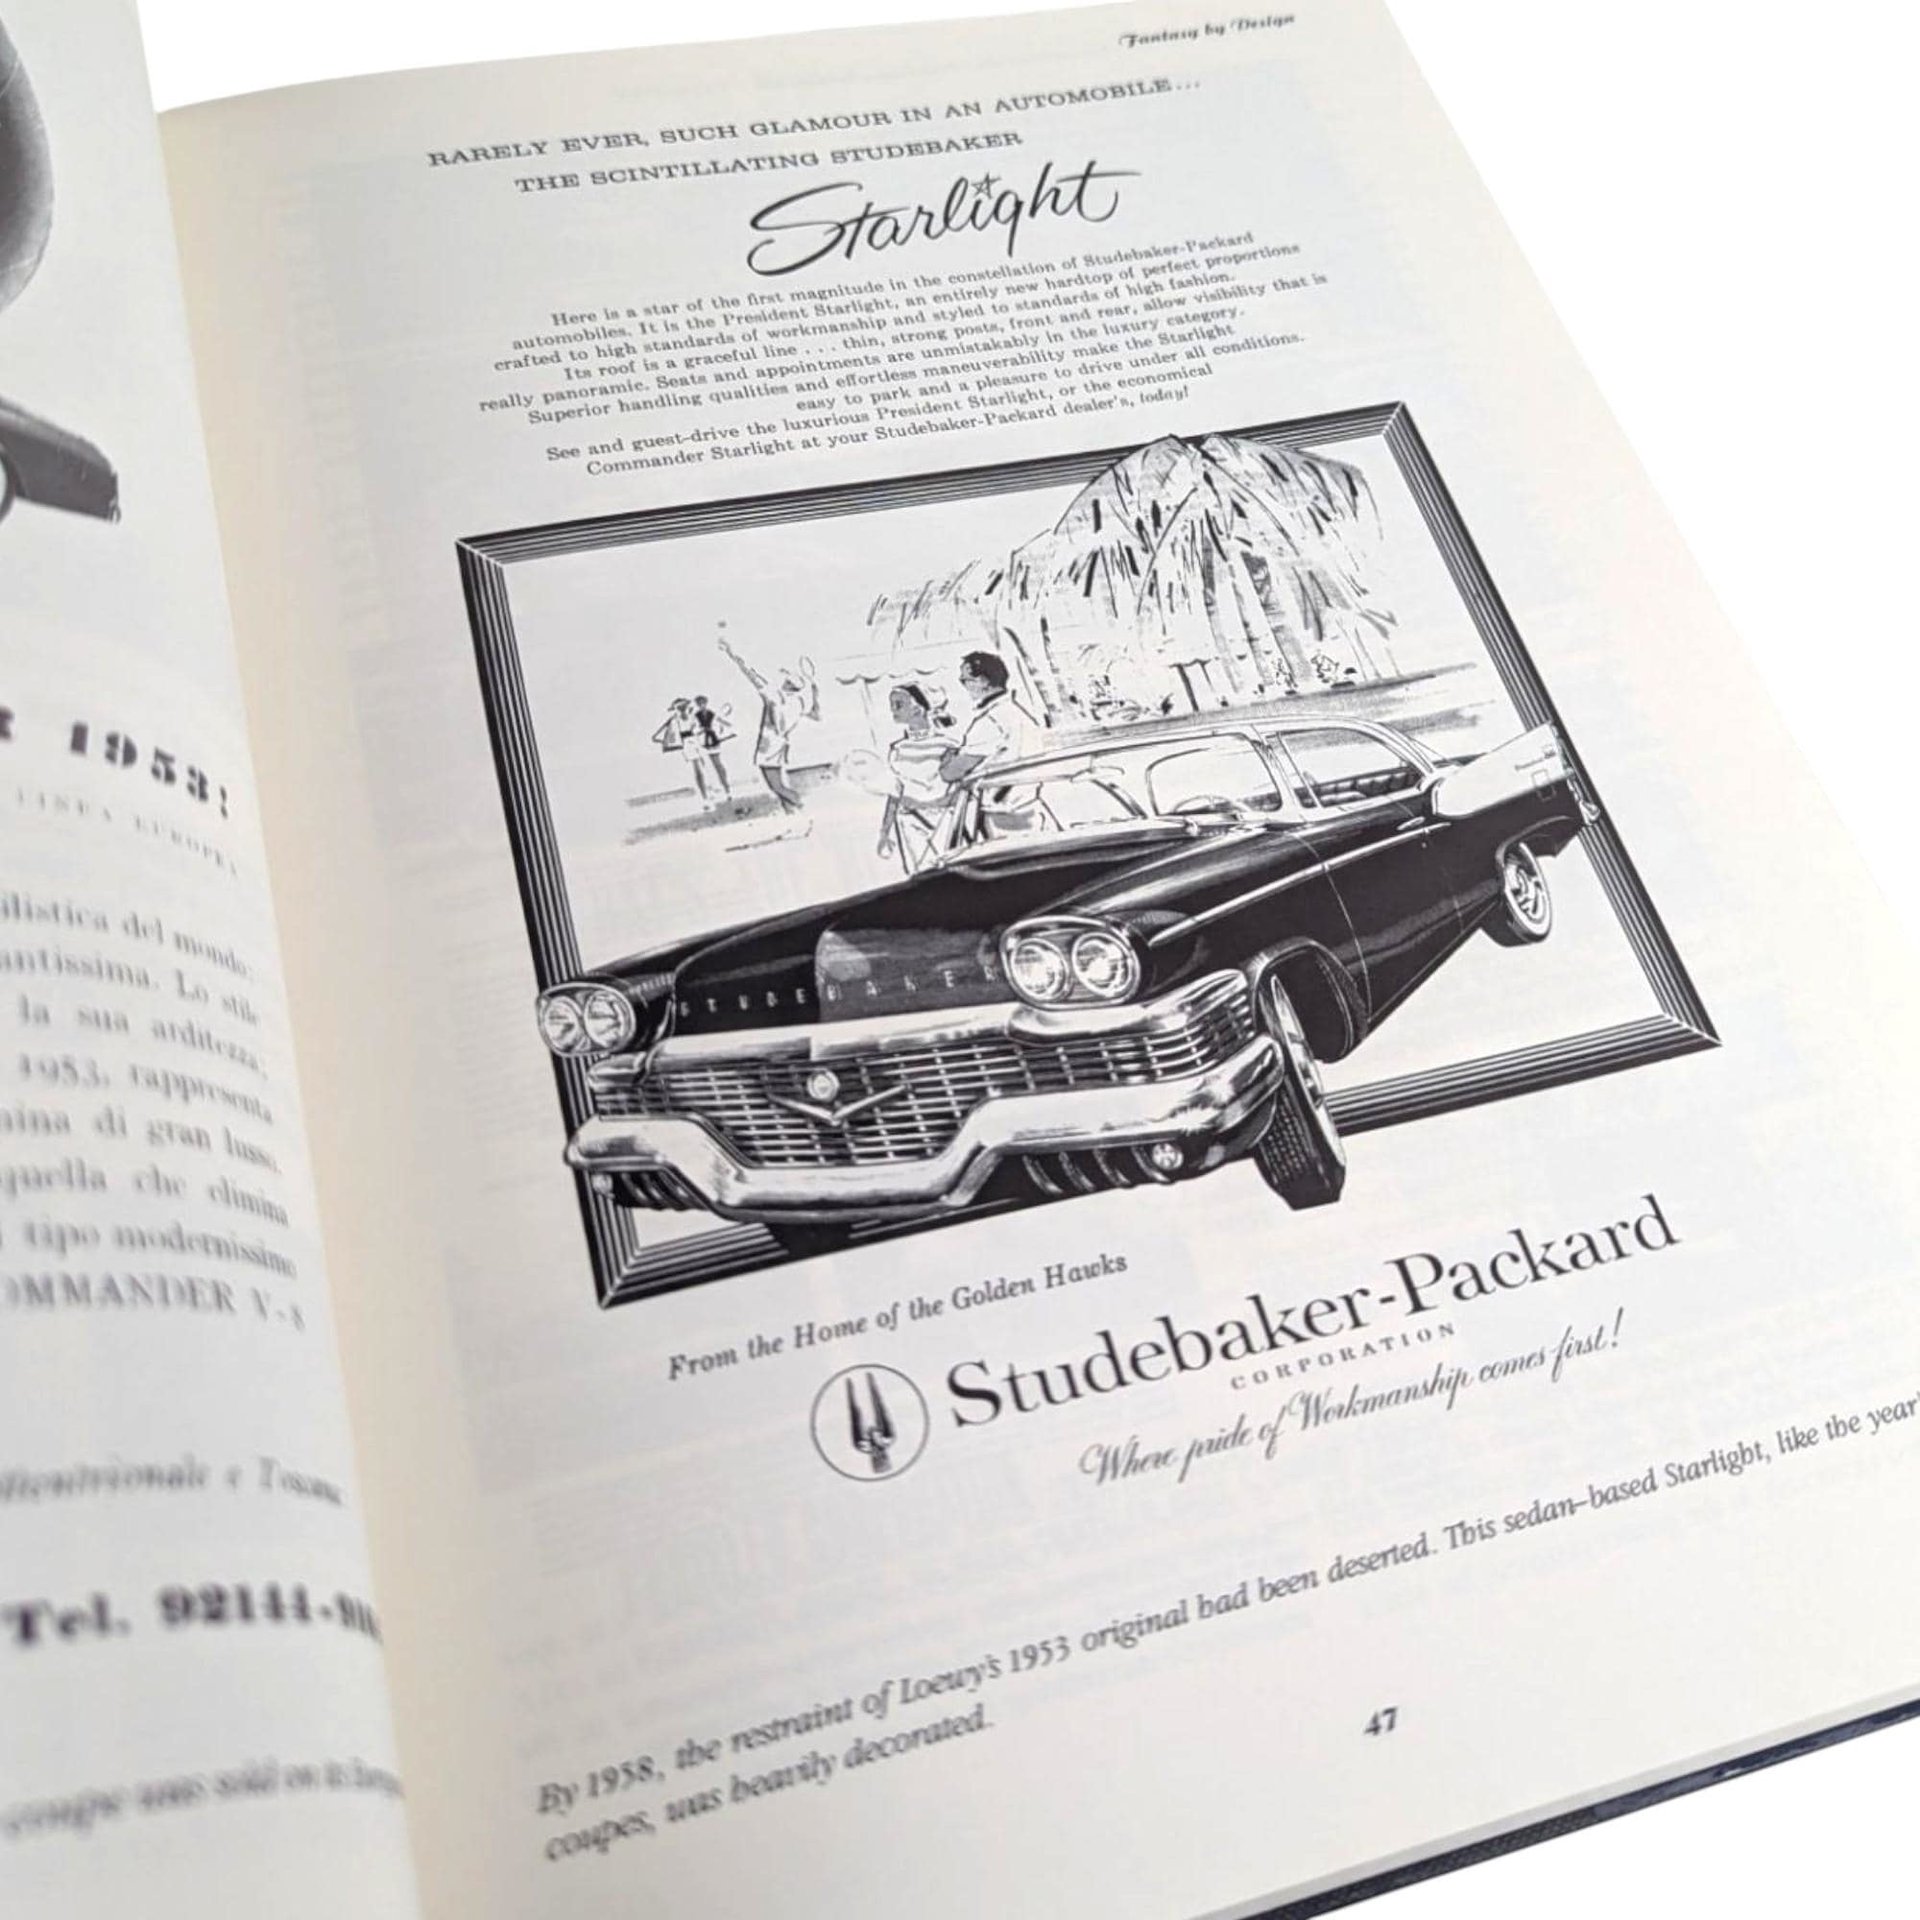 1953:
LINEA EUROPEA
del mondo.
Lo stile
la sua arditezza,
1953, rappresenta
di gran lusso.
quella che elimina
tipo modernissimo
COMMANDER V-8
e Toscana
Tel. 92144-
coupe was sold on
Fantasy by Design
RARELY EVER, SUCH GLAMOUR IN AN AUTOMOBILE...
THE SCINTILLATING STUDEBAKER
Starlight
Here is a star of the first magnitude in the constellation of Studebaker-Packard
automobiles. It is the President Starlight, an entirely new hardtop of perfect proportions
crafted to high standards of workmanship and styled to standards of high fashion.
Its roof is a graceful line . . . thin, strong posts, front and rear, allow visibility that is
really panoramic. Seats and appointments are unmistakably in the luxury category.
Superior handling qualities and effortless maneuverability make the Starlight
easy to park and a pleasure to drive under all conditions.
See and guest-drive the luxurious President Starlight, or the economical
Commander Starlight at your Studebaker-Packard dealer's, today!
STUDEBAKER
From the Home of the Golden Hawks
Studebaker-Packard
CORPORATION
Where pride of Workmanship comes first!
By 1958, the restraint of Loewy's 1953 original had been deserted. This sedan-based Starlight, like the year's
coupes, was heavily decorated.
47